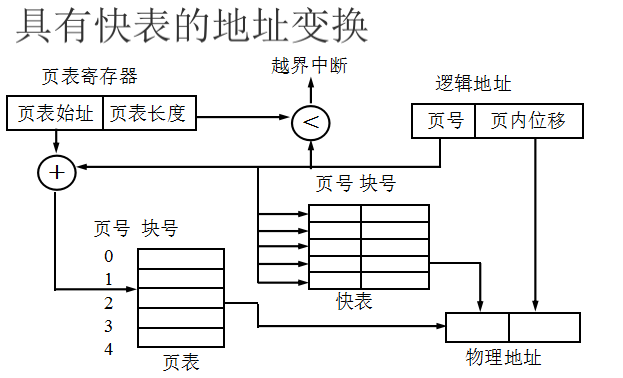 具有快表的地址变换
页表寄存器
越界中断
逻辑地址
页表始址 页表长度
<
页号 页内位移
+
页号 块号
页号 块号
0
1
2
3
4
快表
页表
物理地址